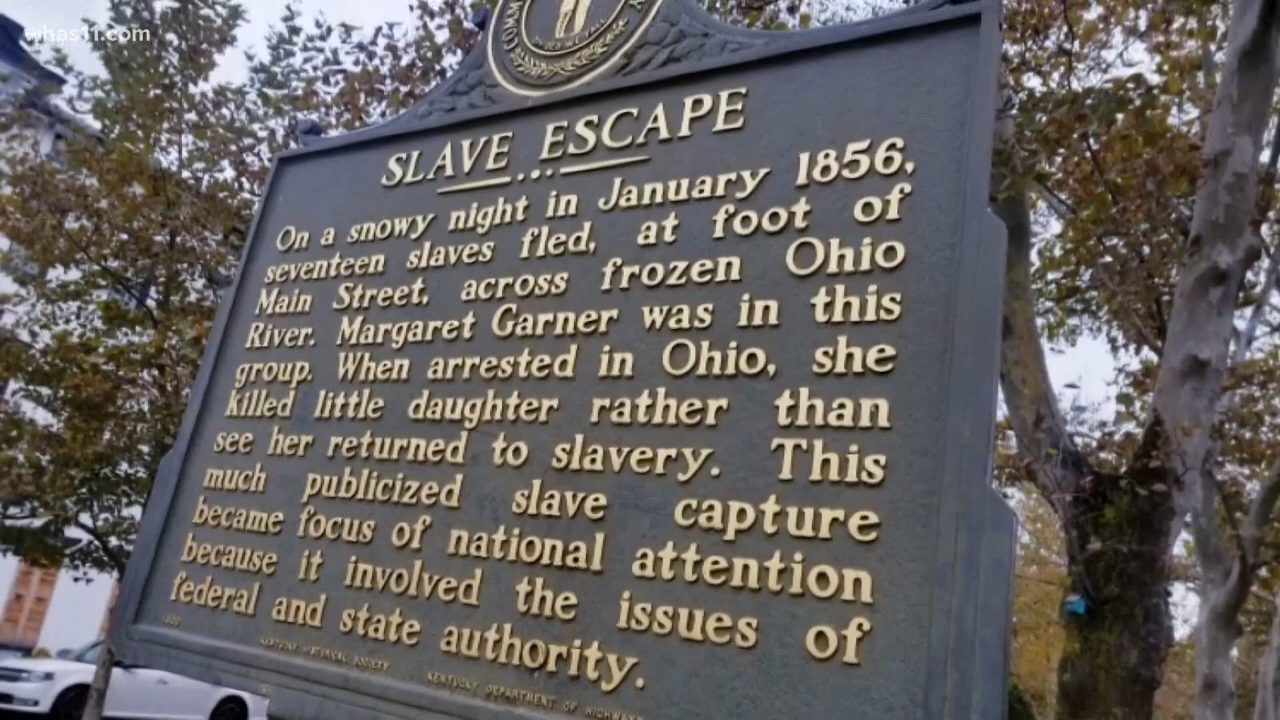 whas11.com
SLAVE ESCAPE
On a snowy night in January 1856,
seventeen slaves fled, at foot of
Main Street, across frozen Ohio
River. Margaret Garner was in this
group. When arrested in Ohio, she
killed little daughter rather than
see her returned to slavery. This
much publicized slave capture
became focus of national attention
because it involved the issues of
federal and state authority.
KENTUCKY HISTORICAL SOCIETY KENTUCKY DEPARTMENT OF HIGHWAYS